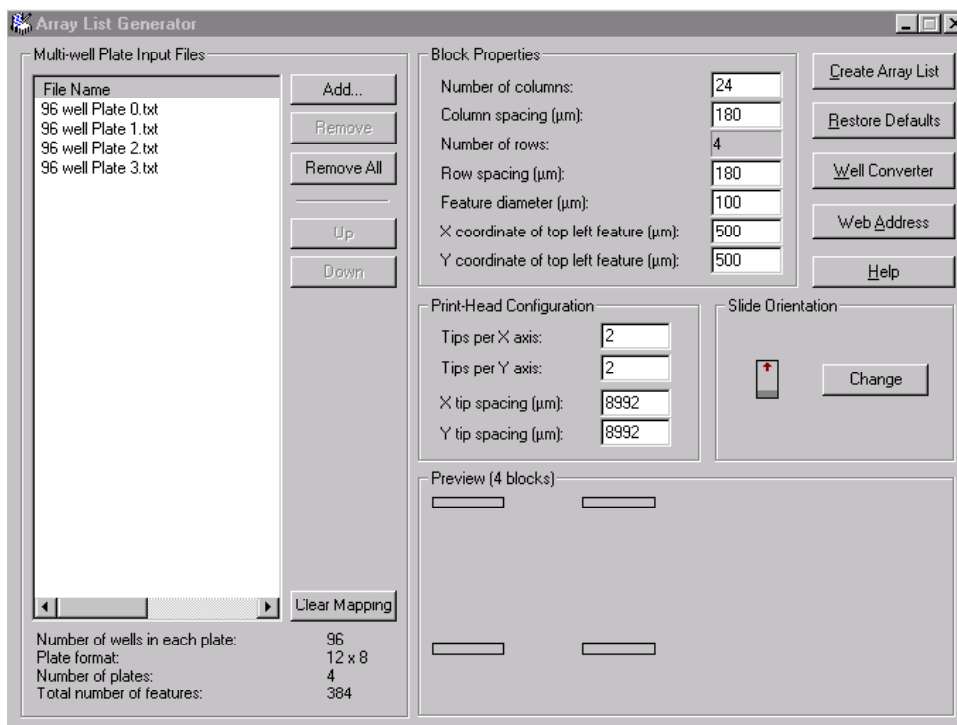 Array List Generator
Multi-well Plate Input Files
File Name
96 well Plate 0.txt
96 well Plate 1.txt
96 well Plate 2.txt
96 well Plate 3.txt
Add...
Remove
Remove All
Up
Down
Clear Mapping
Number of wells in each plate: 96
Plate format: 12 x 8
Number of plates: 4
Total number of features: 384
Block Properties
Number of columns: 24
Column spacing (µm): 180
Number of rows: 4
Row spacing (µm): 180
Feature diameter (µm): 100
X coordinate of top left feature (µm): 500
Y coordinate of top left feature (µm): 500
Create Array List
Restore Defaults
Well Converter
Web Address
Help
Print-Head Configuration
Tips per X axis: 2
Tips per Y axis: 2
X tip spacing (µm): 8992
Y tip spacing (µm): 8992
Slide Orientation
Change
Preview (4 blocks)